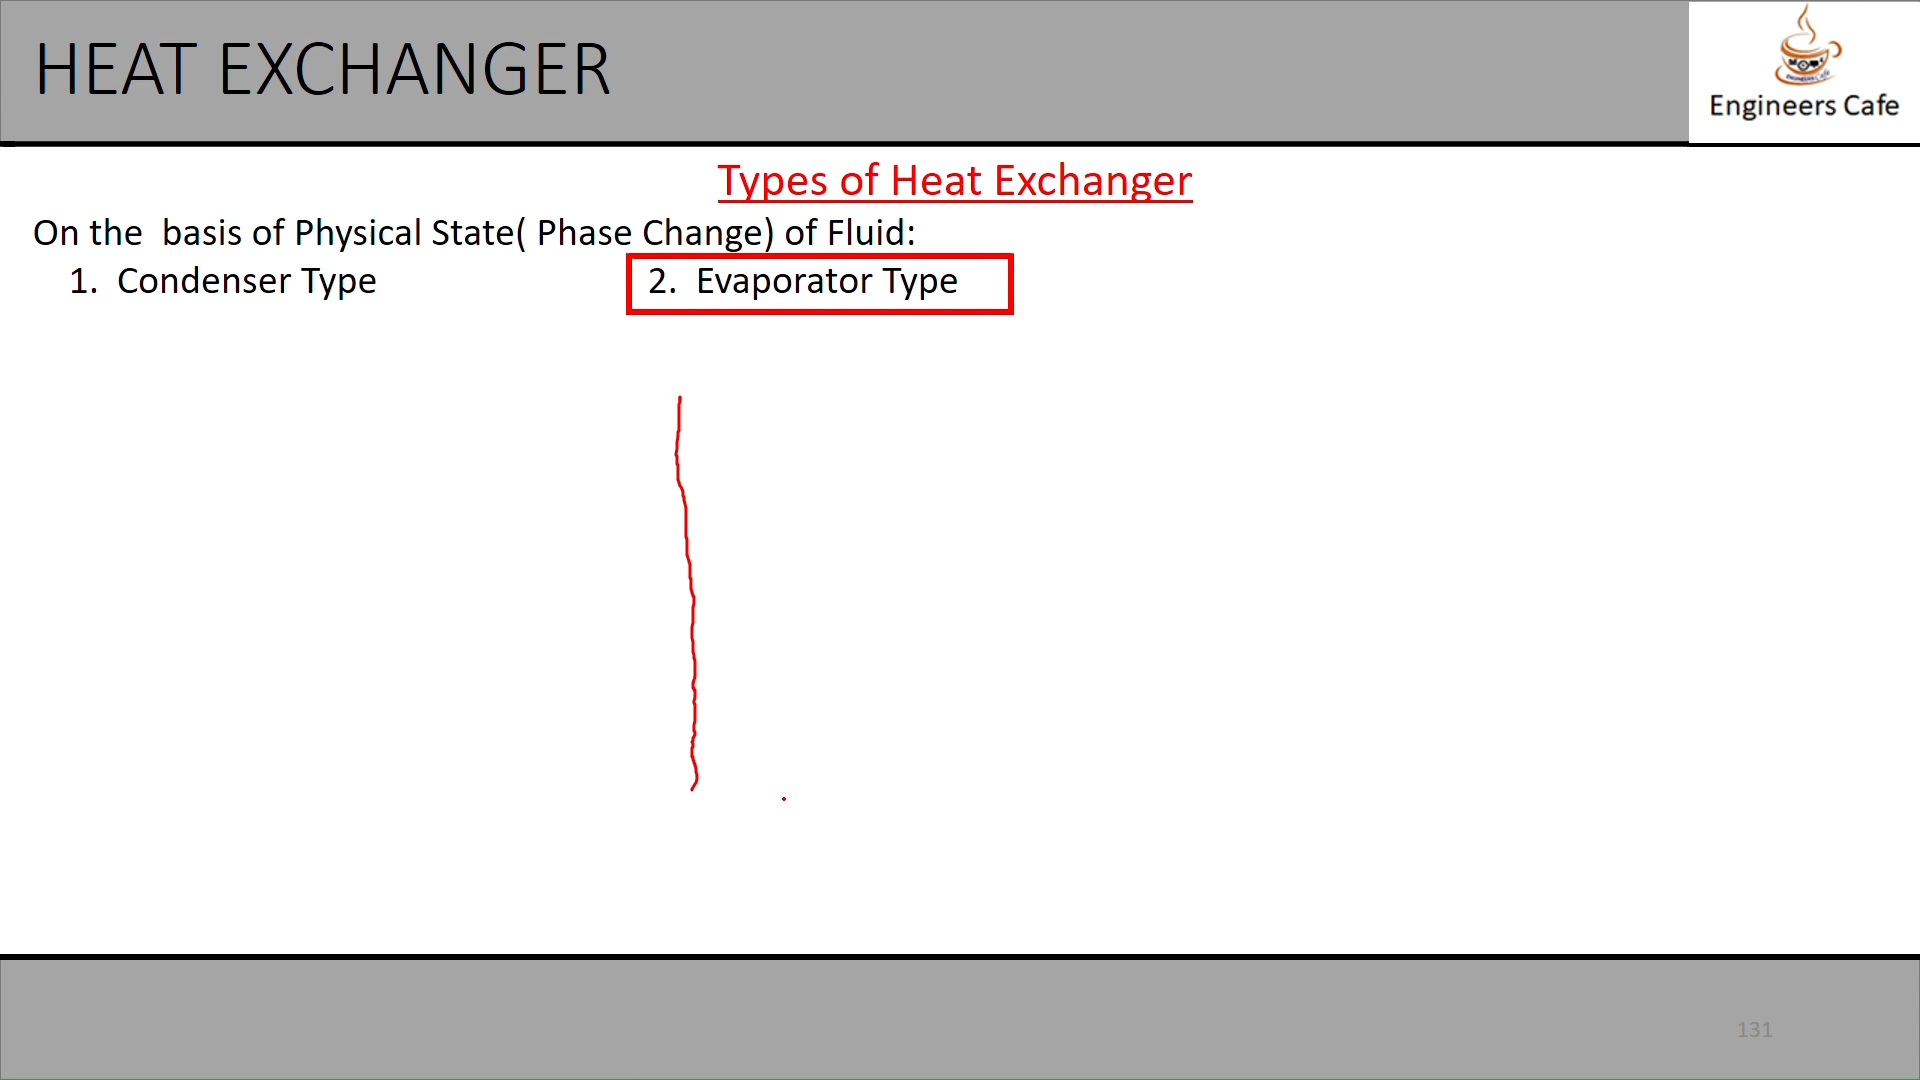 HEAT EXCHANGER
Engineers Cafe
Types of Heat Exchanger
On the  basis of Physical State( Phase Change) of Fluid:
1.  Condenser Type
2.  Evaporator Type
131